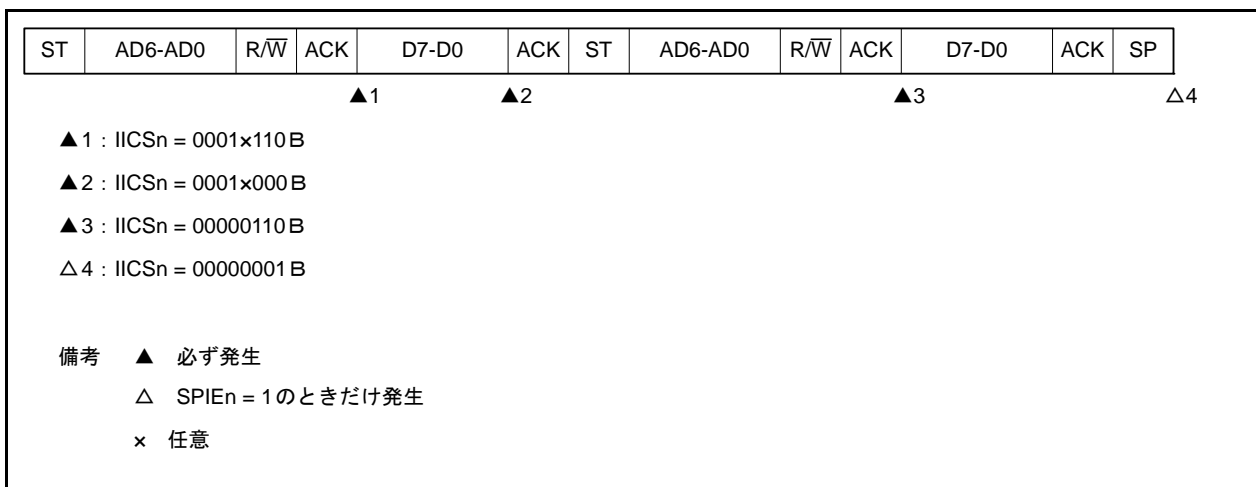 ST AD6-AD0 R/W̅ ACK D7-D0 ACK ST AD6-AD0 R/W̅ ACK D7-D0 ACK SP
▲1 ▲2 ▲3 △4
▲1 : IICSn = 0001×110B
▲2 : IICSn = 0001×000B
▲3 : IICSn = 00000110B
△4 : IICSn = 00000001B
備考 ▲ 必ず発生
△ SPIEn = 1のときだけ発生
× 任意